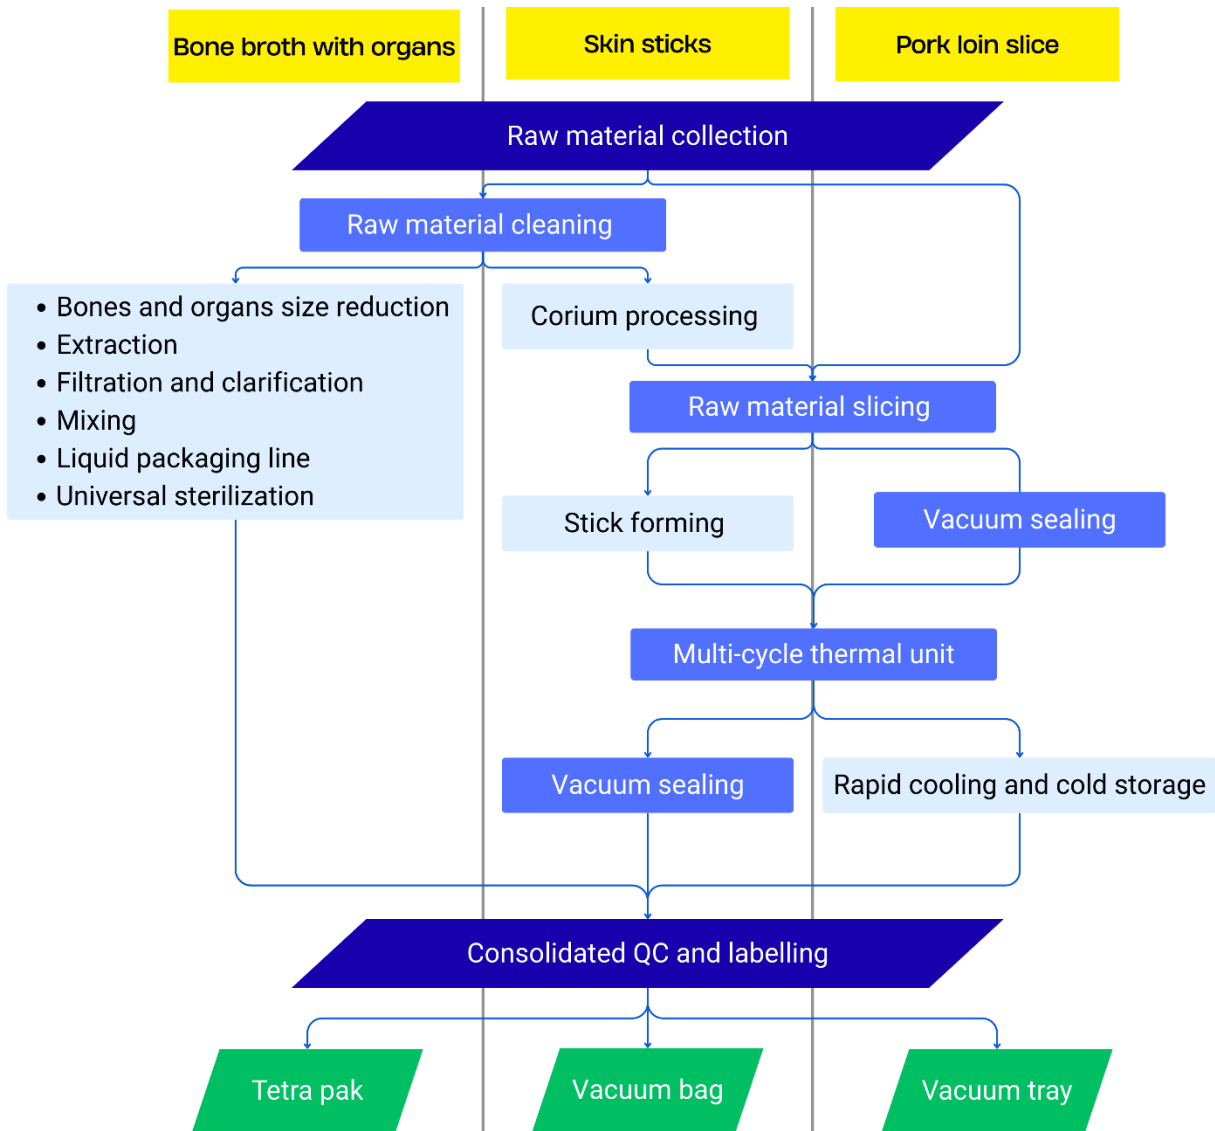 Bone broth with organs
Skin sticks
Pork loin slice
Raw material collection
Raw material cleaning
• Bones and organs size reduction
• Extraction
• Filtration and clarification
• Mixing
• Liquid packaging line
• Universal sterilization
Corium processing
Raw material slicing
Stick forming
Vacuum sealing
Multi-cycle thermal unit
Vacuum sealing
Rapid cooling and cold storage
Consolidated QC and labelling
Tetra pak
Vacuum bag
Vacuum tray